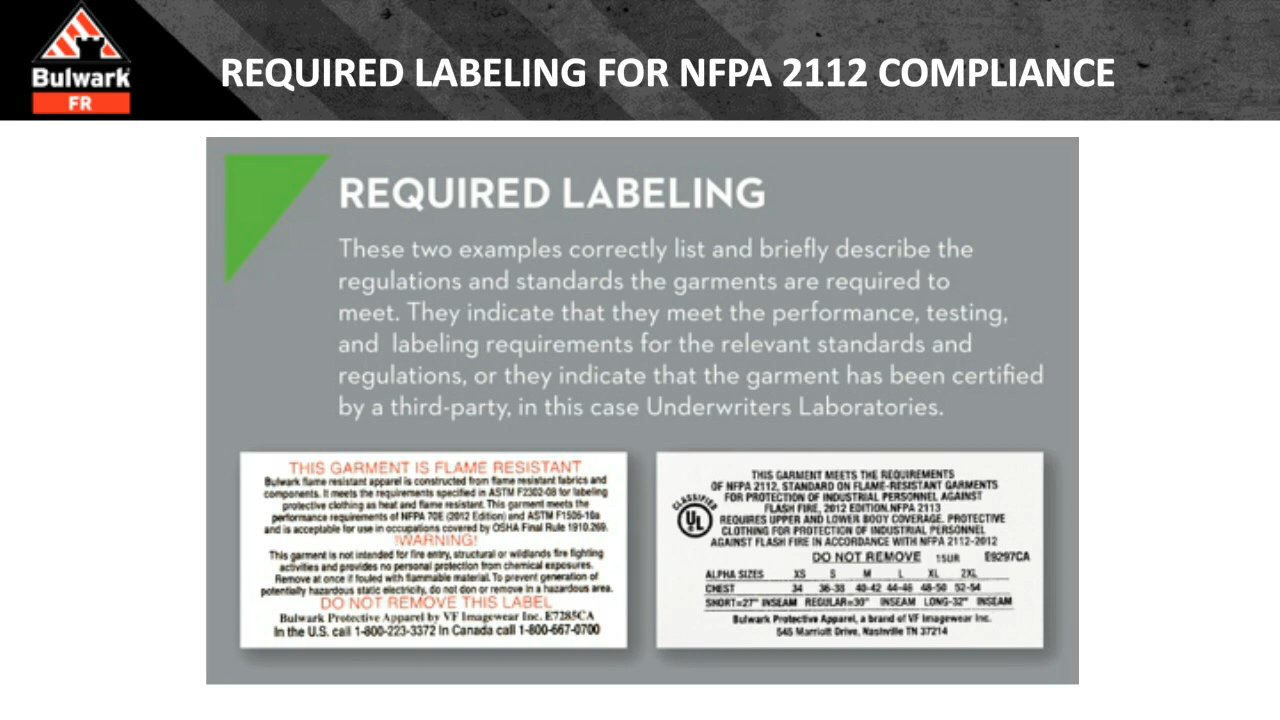 Bulwark
FR
REQUIRED LABELING FOR NFPA 2112 COMPLIANCE
REQUIRED LABELING
These two examples correctly list and briefly describe the
regulations and standards the garments are required to
meet. They indicate that they meet the performance, testing,
and labeling requirements for the relevant standards and
regulations, or they indicate that the garment has been certified
by a third-party, in this case Underwriters Laboratories.
THIS GARMENT IS FLAME RESISTANT
Bulwark flame resistant apparel is constructed from flame resistant fabrics and
components. It meets the requirements specified in ASTM F2302-08 for labeling
protective clothing as heat and flame resistant. This garment meets the
performance requirements of NFPA 70E (2012 Edition) and ASTM F1506-10a
and is acceptable for use in occupations covered by OSHA Final Rule 1910.269.
!WARNING!
This garment is not intended for fire entry, structural or wildlands fire fighting
activities and provides no personal protection from chemical exposures.
Remove at once if fouled with flammable material. To prevent generation of
potentially hazardous static electricity, do not don or remove in a hazardous area.
DO NOT REMOVE THIS LABEL
Bulwark Protective Apparel by VF Imagewear Inc. E7285CA
In the U.S. call 1-800-223-3372 In Canada call 1-800-667-0700
THIS GARMENT MEETS THE REQUIREMENTS
OF NFPA 2112, STANDARD ON FLAME-RESISTANT GARMENTS
FOR PROTECTION OF INDUSTRIAL PERSONNEL AGAINST
FLASH FIRE, 2012 EDITION.NFPA 2113
REQUIRES UPPER AND LOWER BODY COVERAGE. PROTECTIVE
CLOTHING FOR PROTECTION OF INDUSTRIAL PERSONNEL
AGAINST FLASH FIRE IN ACCORDANCE WITH NFPA 2112-2012
CLASSIFIED
UL
DO NOT REMOVE 15UR E9297CA
ALPHA SIZES XS S M L XL 2XL
CHEST 34 36-38 40-42 44-46 48-50 52-54
SHORT=27" INSEAM REGULAR=30" INSEAM LONG-32" INSEAM
Bulwark Protective Apparel, a brand of VF Imagewear Inc.
545 Marriott Drive, Nashville TN 37214